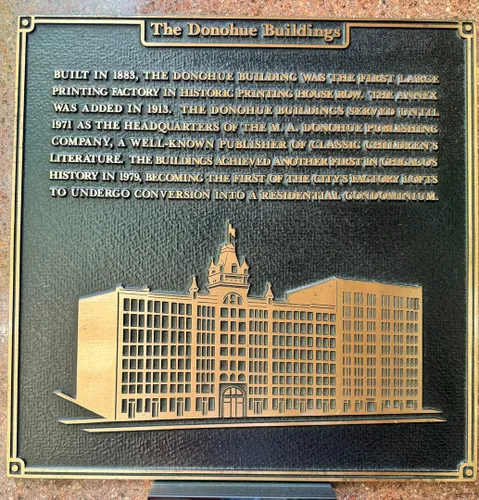 The Donohue Buildings
BUILT IN 1883, THE DONOHUE BUILDING WAS THE FIRST LARGE
PRINTING FACTORY IN HISTORIC PRINTING HOUSE ROW. THE ANNEX
WAS ADDED IN 1913. THE DONOHUE BUILDINGS SERVED UNTIL
1971 AS THE HEADQUARTERS OF THE M. A. DONOHUE PUBLISHING
COMPANY, A WELL-KNOWN PUBLISHER OF CLASSIC CHILDREN'S
LITERATURE. THE BUILDINGS ACHIEVED ANOTHER FIRST IN CHICAGO'S
HISTORY IN 1979, BECOMING THE FIRST OF THE CITY'S FACTORY LOFTS
TO UNDERGO CONVERSION INTO A RESIDENTIAL CONDOMINIUM.